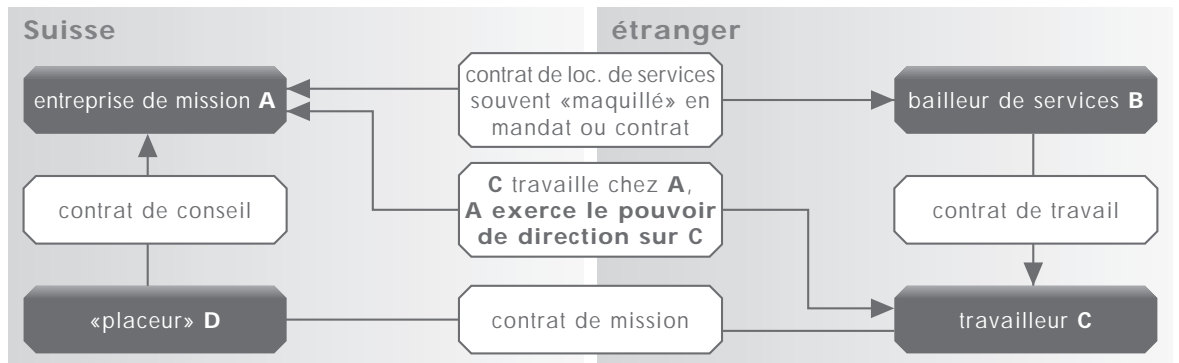 Suisse
étranger
entreprise de mission A
contrat de loc. de services
souvent «maquillé» en
mandat ou contrat
bailleur de services B
contrat de conseil
C travaille chez A,
A exerce le pouvoir
de direction sur C
contrat de travail
«placeur» D
contrat de mission
travailleur C